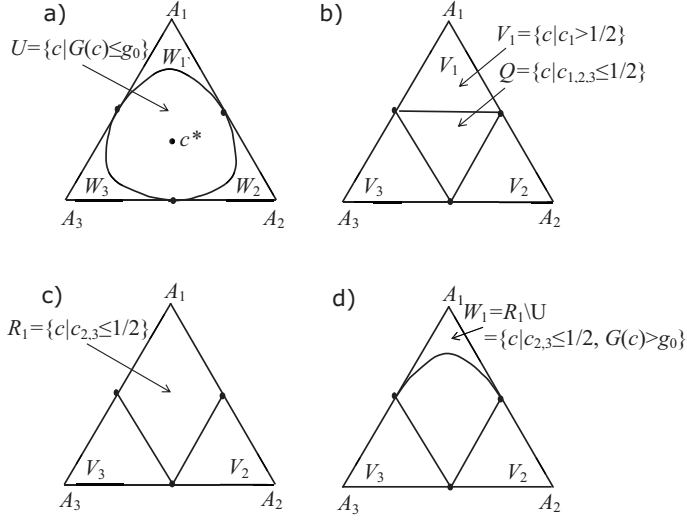 a)
A₁
U={c|G(c)≤g₀}
W₁
c*
W₃
W₂
A₃
A₂
b)
A₁
V₁={c|c₁>1/2}
V₁
Q={c|c₁,₂,₃≤1/2}
V₃
V₂
A₃
A₂
c)
A₁
R₁={c|c₂,₃≤1/2}
V₃
V₂
A₃
A₂
d)
A₁
W₁=R₁\U
={c|c₂,₃≤1/2, G(c)>g₀}
V₃
V₂
A₃
A₂